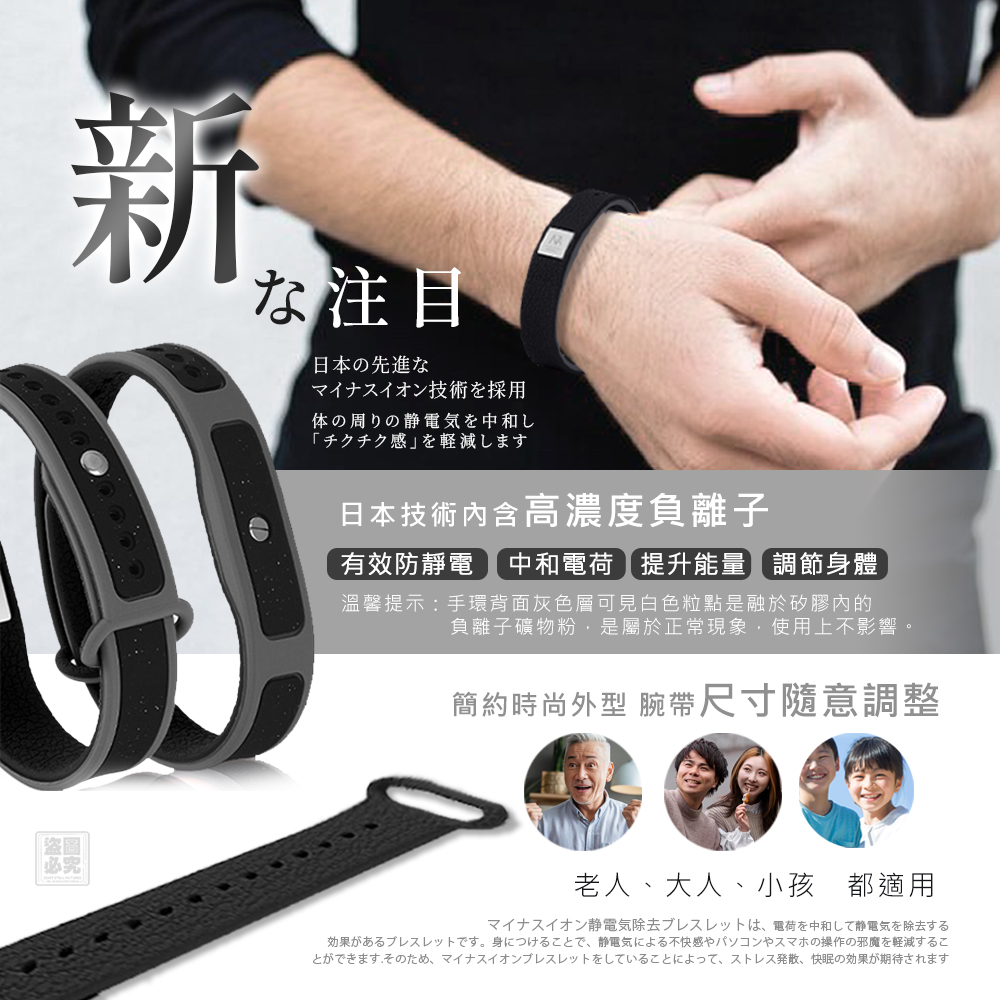 新
な注目
日本の先進な
マイナスイオン技術を採用
体の周りの静電気を中和し
「チクチク感」を軽減します
日本技術內含高濃度負離子
有效防靜電 中和電荷 提升能量 調節身體
溫馨提示：手環背面灰色層可見白色粒點是融於矽膠內的
負離子礦物粉，是屬於正常現象，使用上不影響。
簡約時尚外型 腕帶尺寸隨意調整
盜圖
必究
老人、大人、小孩 都適用
マイナスイオン静電気除去ブレスレットは、電荷を中和して静電気を除去する
効果があるブレスレットです。身につけることで、静電気による不快感やパソコンやスマホの操作の邪魔を軽減するこ
とができます.そのため、マイナスイオンブレスレットをしていることによって、ストレス発散、快眠の効果が期待されます